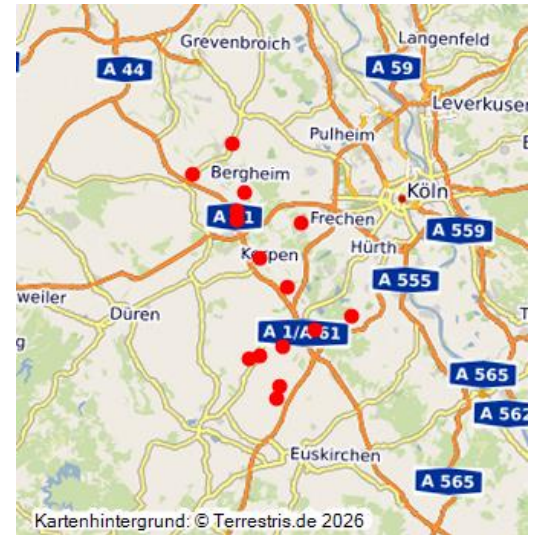 Grevenbroich
Langenfeld
A 44
A 59
Leverkusen
Pulheim
Bergheim
Köln
Frechen
A 559
Hürth
Kerpen
A 555
weiler
Düren
A 1/A 61
A 565
A 562
Euskirchen
A 565
Kartenhintergrund: © Terrestris.de 2026